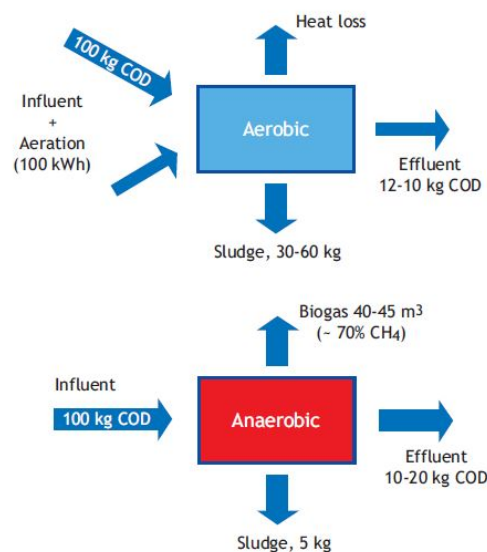 Heat loss
100 kg COD
Influent
+
Aeration
(100 kWh)
Aerobic
Effluent
12-10 kg COD
Sludge, 30-60 kg
Biogas 40-45 m³
(~ 70% CH₄)
Influent
100 kg COD
Anaerobic
Effluent
10-20 kg COD
Sludge, 5 kg